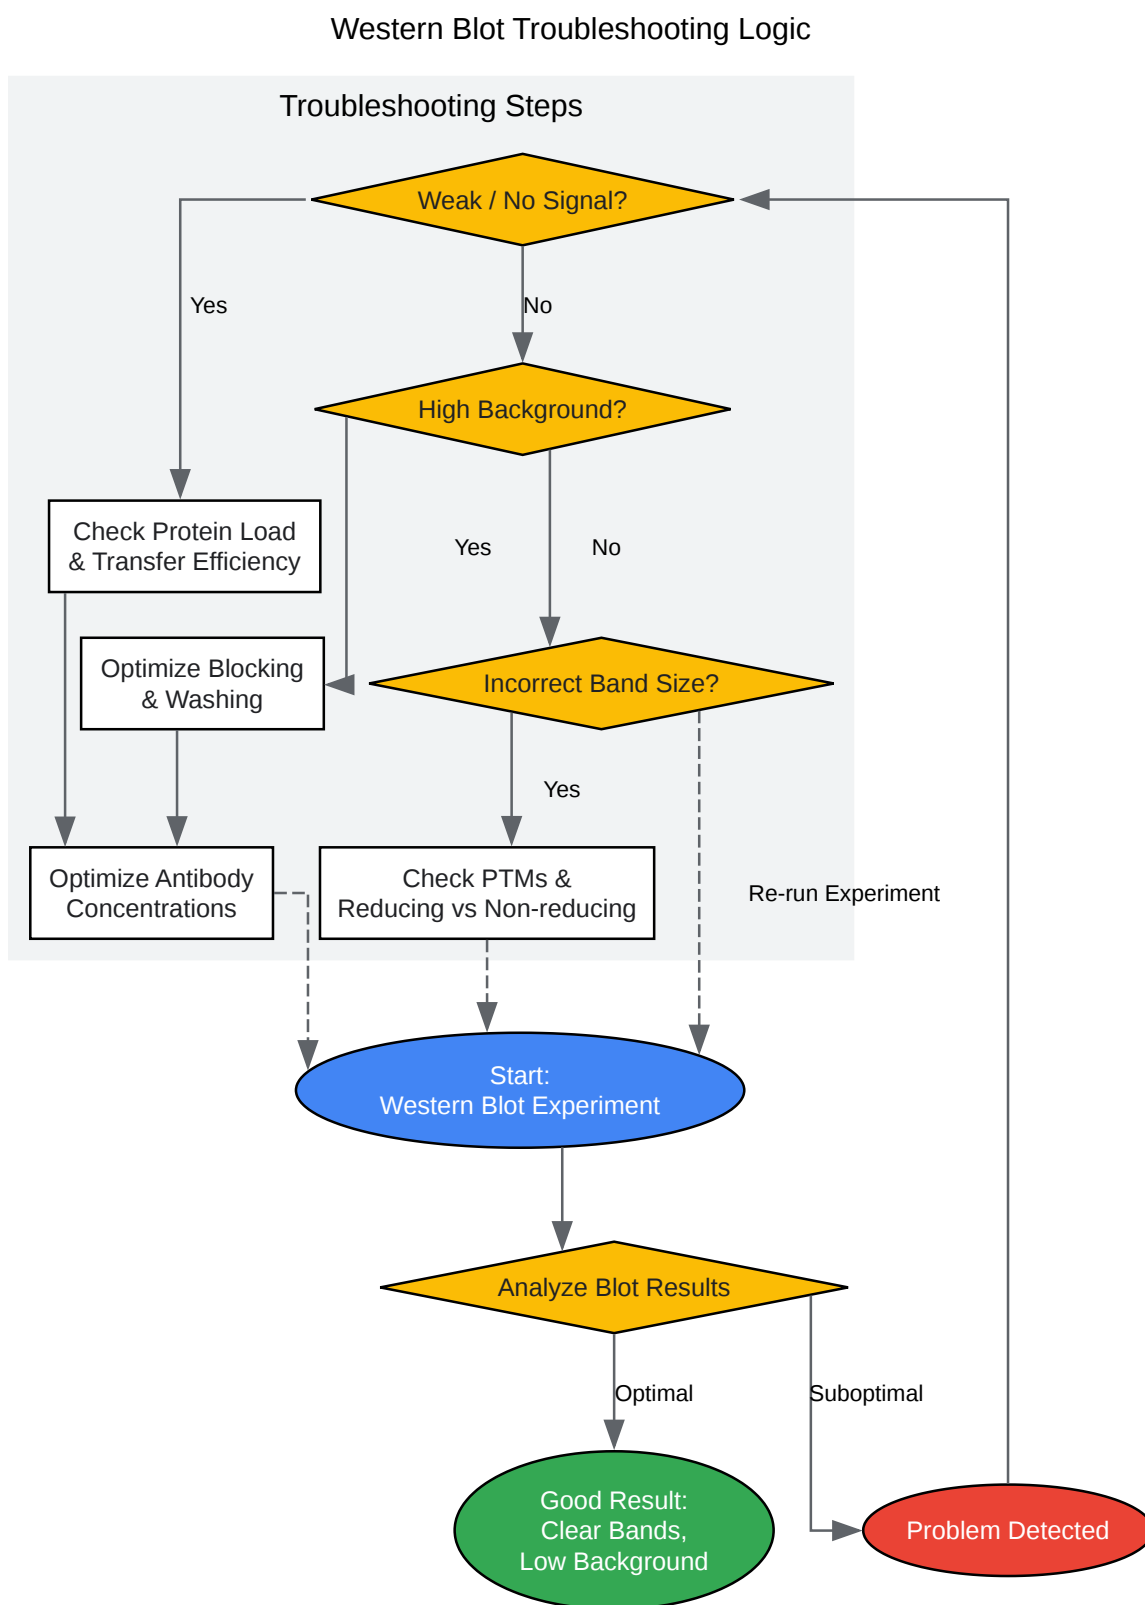 Western Blot Troubleshooting Logic
Troubleshooting Steps
Weak / No Signal?
Yes
No
High Background?
Check Protein Load
& Transfer Efficiency
Yes
No
Optimize Blocking
& Washing
Incorrect Band Size?
Yes
Optimize Antibody
Concentrations
Check PTMs &
Reducing vs Non-reducing
Re-run Experiment
Start:
Western Blot Experiment
Analyze Blot Results
Optimal
Suboptimal
Good Result:
Clear Bands,
Low Background
Problem Detected